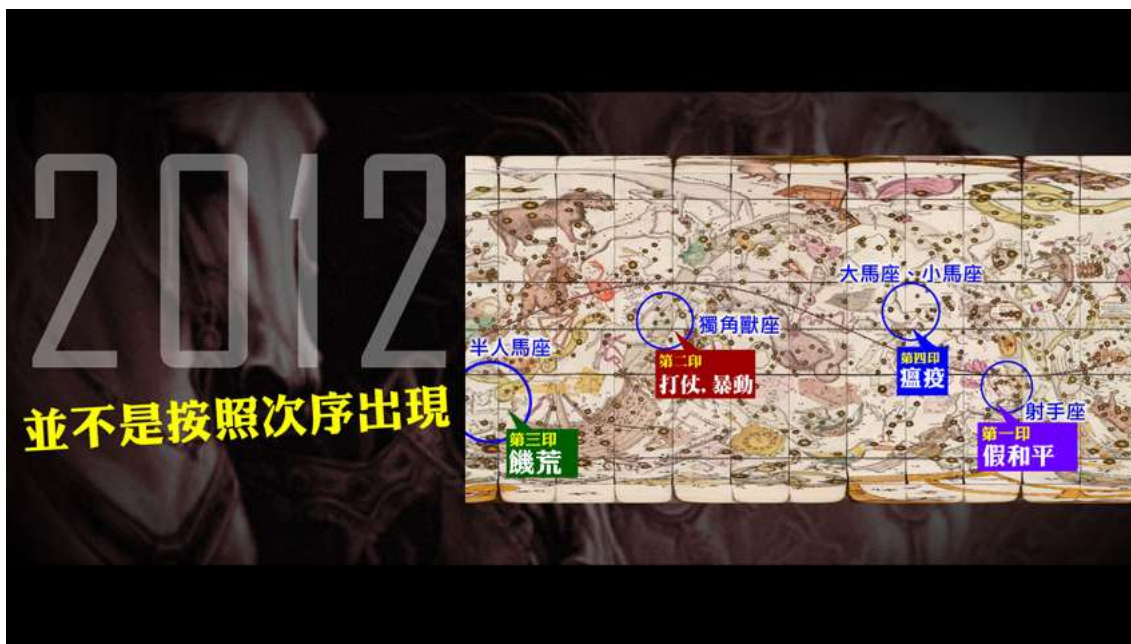 2012
並不是按照次序出現
半人馬座
第三印
饑荒
獨角獸座
第二印
打仗.暴動
大馬座、小馬座
第四印
瘟疫
射手座
第一印
假和平